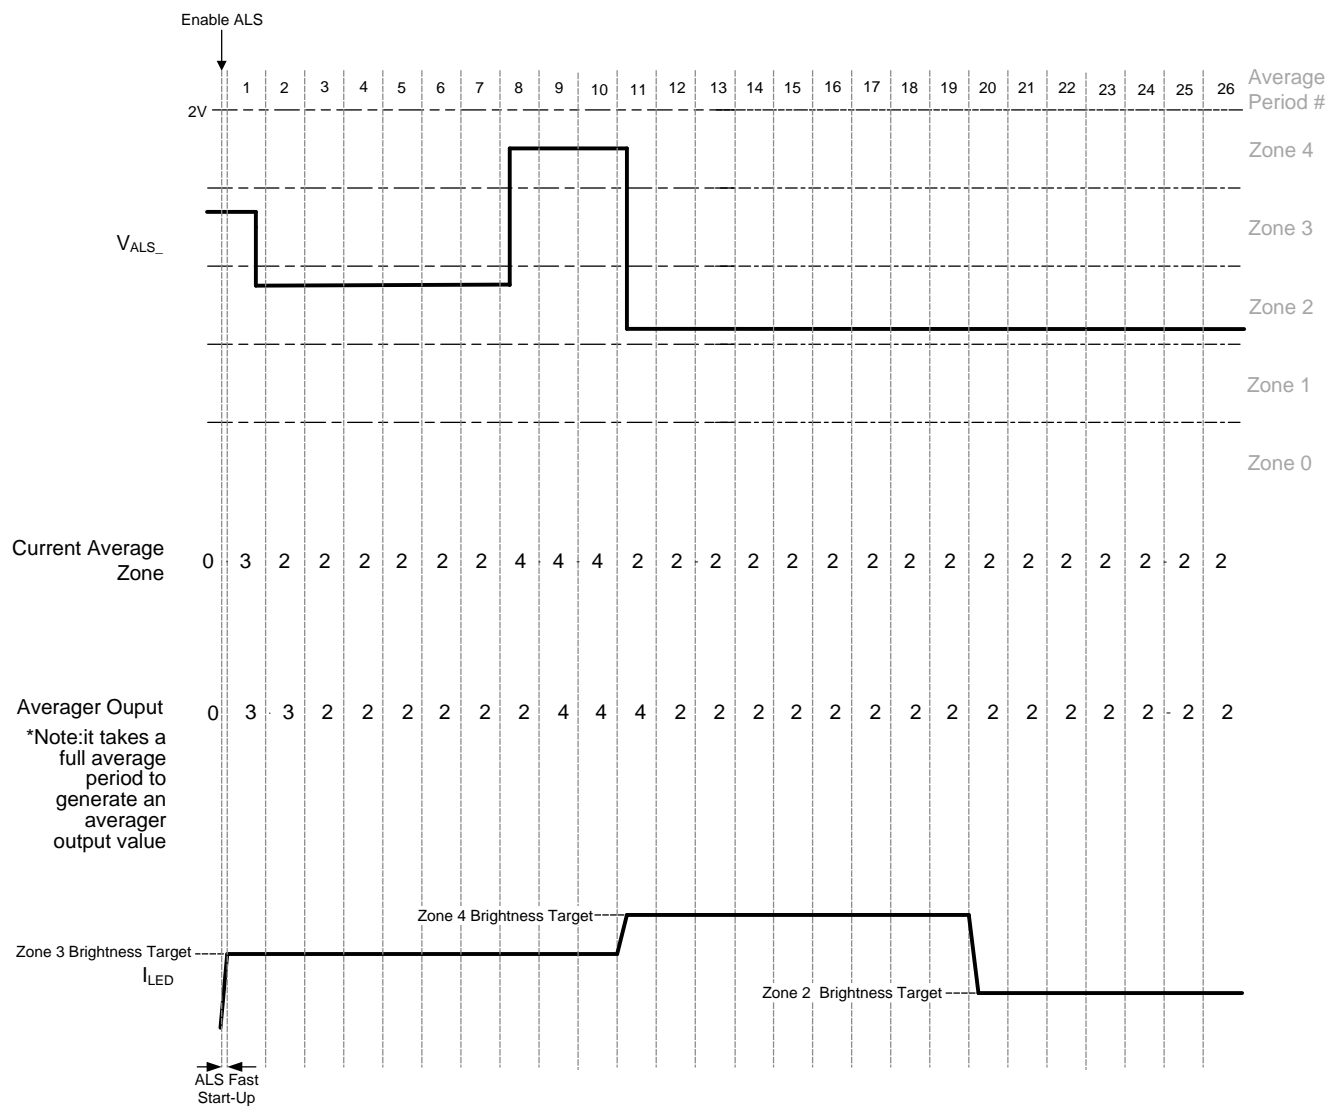 Enable ALS
1 2 3 4 5 6 7 8 9 10 11 12 13 14 15 16 17 18 19 20 21 22 23 24 25 26
Average
Period #
2V
Zone 4
VALS_
Zone 3
Zone 2
Zone 1
Zone 0
Current Average
Zone
0 3 2 2 2 2 2 2 4 4 4 2 2 2 2 2 2 2 2 2 2 2 2 2 2 2 2
Averager Ouput
0 3 3 2 2 2 2 2 2 4 4 4 2 2 2 2 2 2 2 2 2 2 2 2 2 2 2
*Note:it takes a
full average
period to
generate an
averager
output value
Zone 4 Brightness Target
Zone 3 Brightness Target
ILED
Zone 2 Brightness Target
ALS Fast
Start-Up